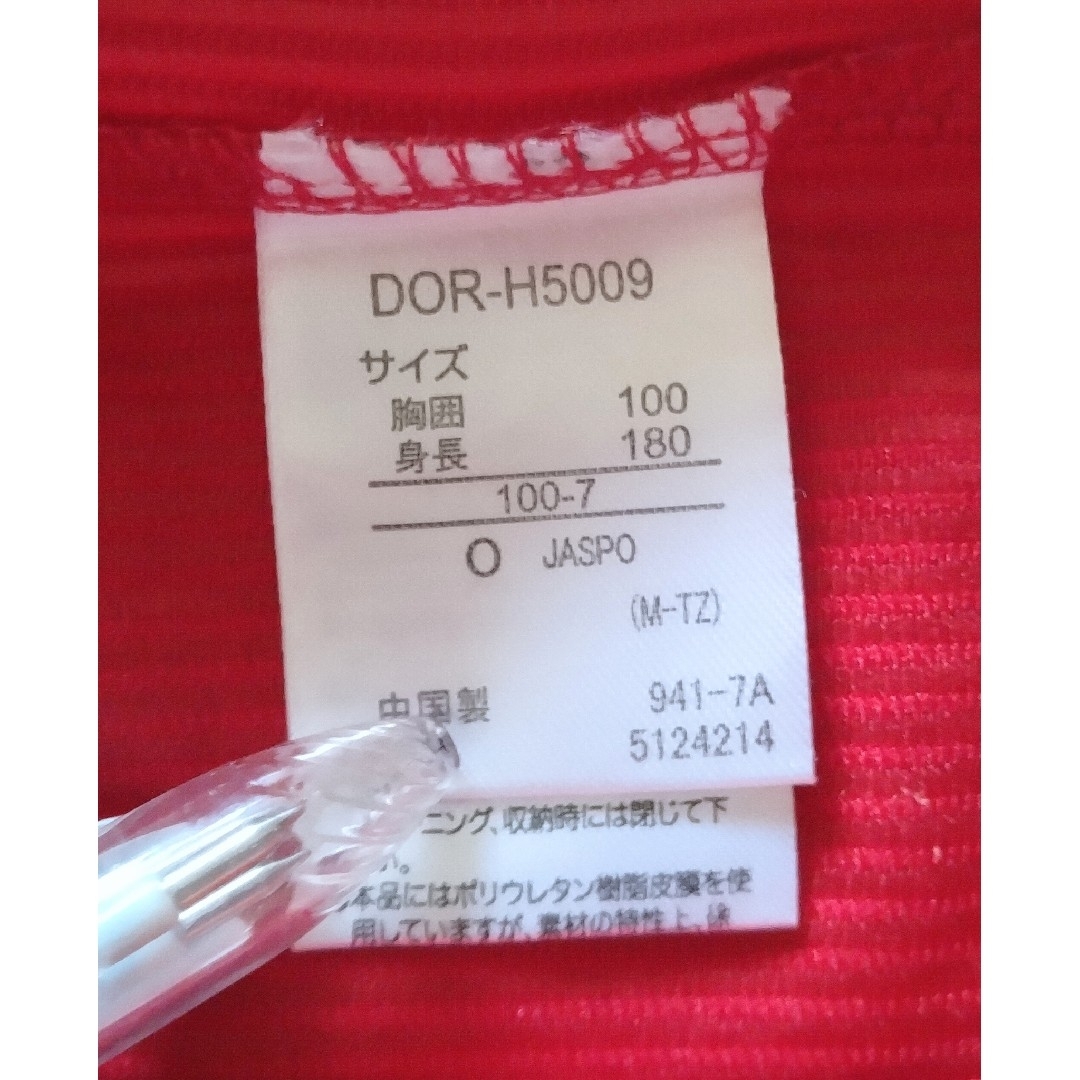 DOR-H5009
サイズ
胸囲 100
身長 180
100-7
O JASPO
(M-TZ)
中国製 941-7A
5124214
ニング、収納時には閉じて下
い。
本品にはポリウレタン樹脂皮膜を使
用していますが、素材の特性上、